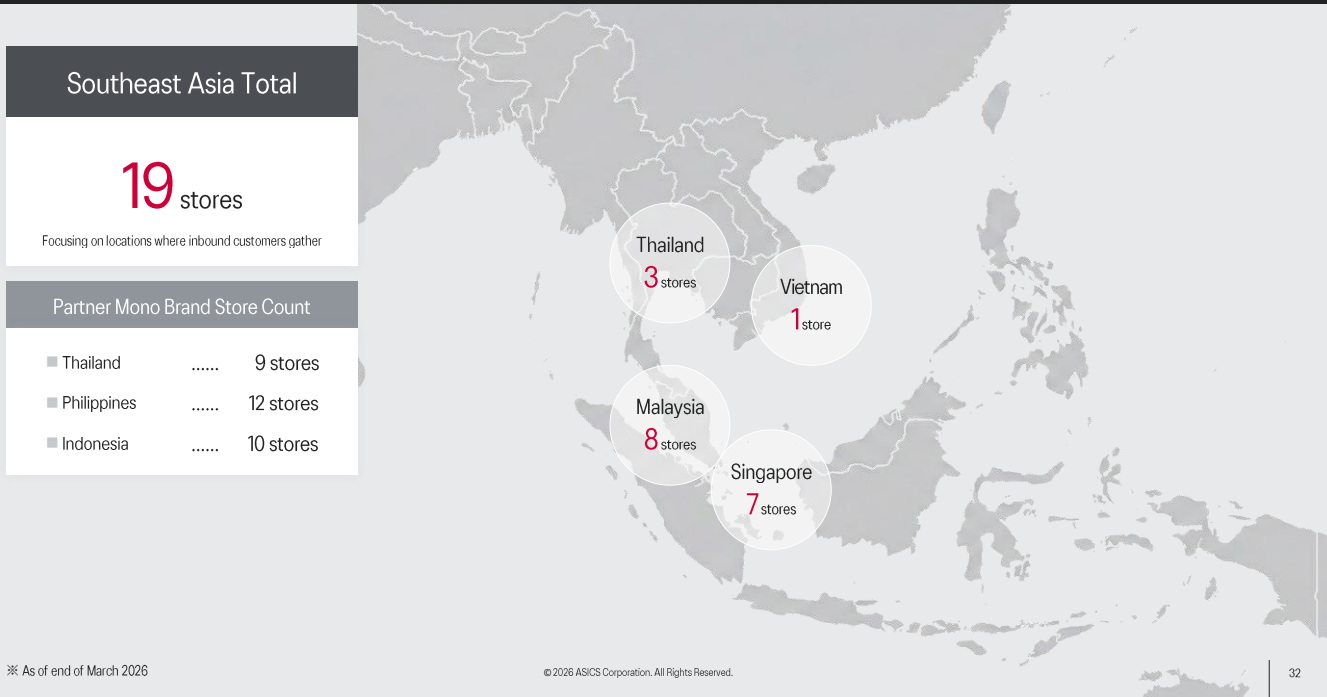 Southeast Asia Total
19 stores
Focusing on locations where inbound customers gather
Partner Mono Brand Store Count
Thailand ...... 9 stores
Philippines ...... 12 stores
Indonesia ...... 10 stores
Thailand
3 stores
Vietnam
1 store
Malaysia
8 stores
Singapore
7 stores
※ As of end of March 2026
© 2026 ASICS Corporation. All Rights Reserved.
32